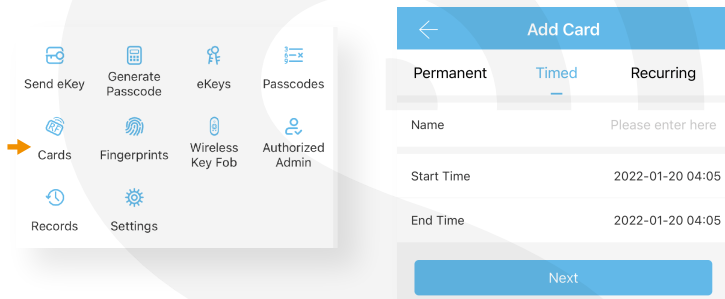 Send eKey
Generate
Passcode
eKeys
Passcodes
Cards
Fingerprints
Wireless
Key Fob
Authorized
Admin
Records
Settings
Add Card
Permanent
Timed
Recurring
Name
Please enter here
Start Time
2022-01-20 04:05
End Time
2022-01-20 04:05
Next